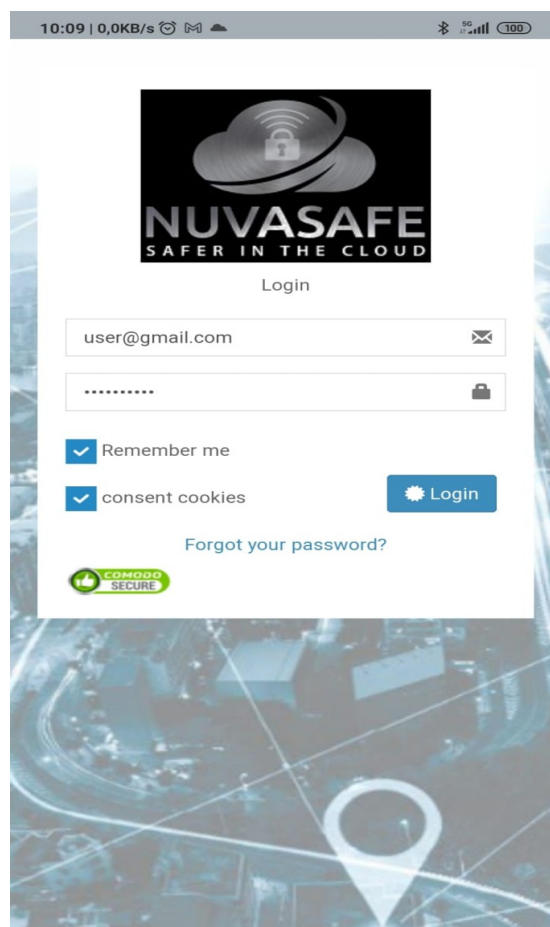 10:09 | 0,0KB/s 5G 100
NUVASAFE
SAFER IN THE CLOUD
Login
user@gmail.com
••••••••••
Remember me
consent cookies
Login
Forgot your password?
COMODO
SECURE